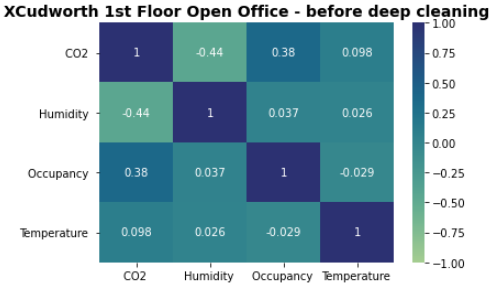 XCudworth 1st Floor Open Office - before deep cleaning
1.00
CO2 1 -0.44 0.38 0.098
0.75
0.50
Humidity -0.44 1 0.037 0.026
0.25
0.00
Occupancy 0.38 0.037 1 -0.029
−0.25
−0.50
Temperature 0.098 0.026 -0.029 1
−0.75
−1.00
CO2 Humidity Occupancy Temperature